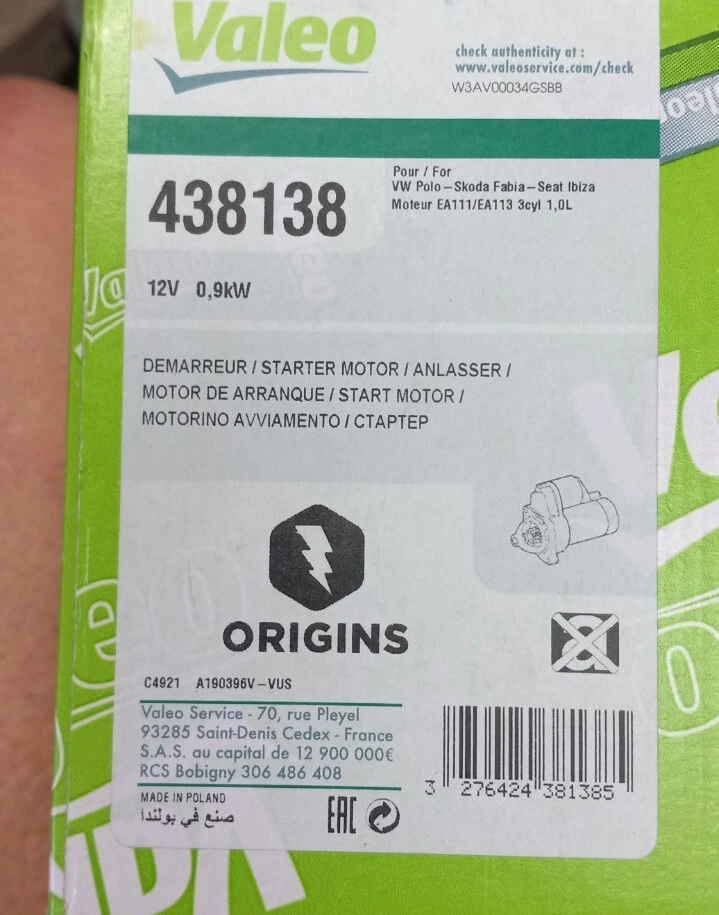 Valeo
check authenticity at :
www.valeoservice.com/check
W3AV00034GSBB
438138
Pour / For
VW Polo–Skoda Fabia–Seat Ibiza
Moteur EA111/EA113 3cyl 1,0L
12V 0,9kW
DEMARREUR / STARTER MOTOR / ANLASSER /
MOTOR DE ARRANQUE / START MOTOR /
MOTORINO AVVIAMENTO / СТАРТЕР
ORIGINS
C4921 A190396V–VUS
Valeo Service - 70, rue Pleyel
93285 Saint-Denis Cedex - France
S.A.S. au capital de 12 900 000€
RCS Bobigny 306 486 408
MADE IN POLAND
صنع في بولندا
EAC
3 276424 381385